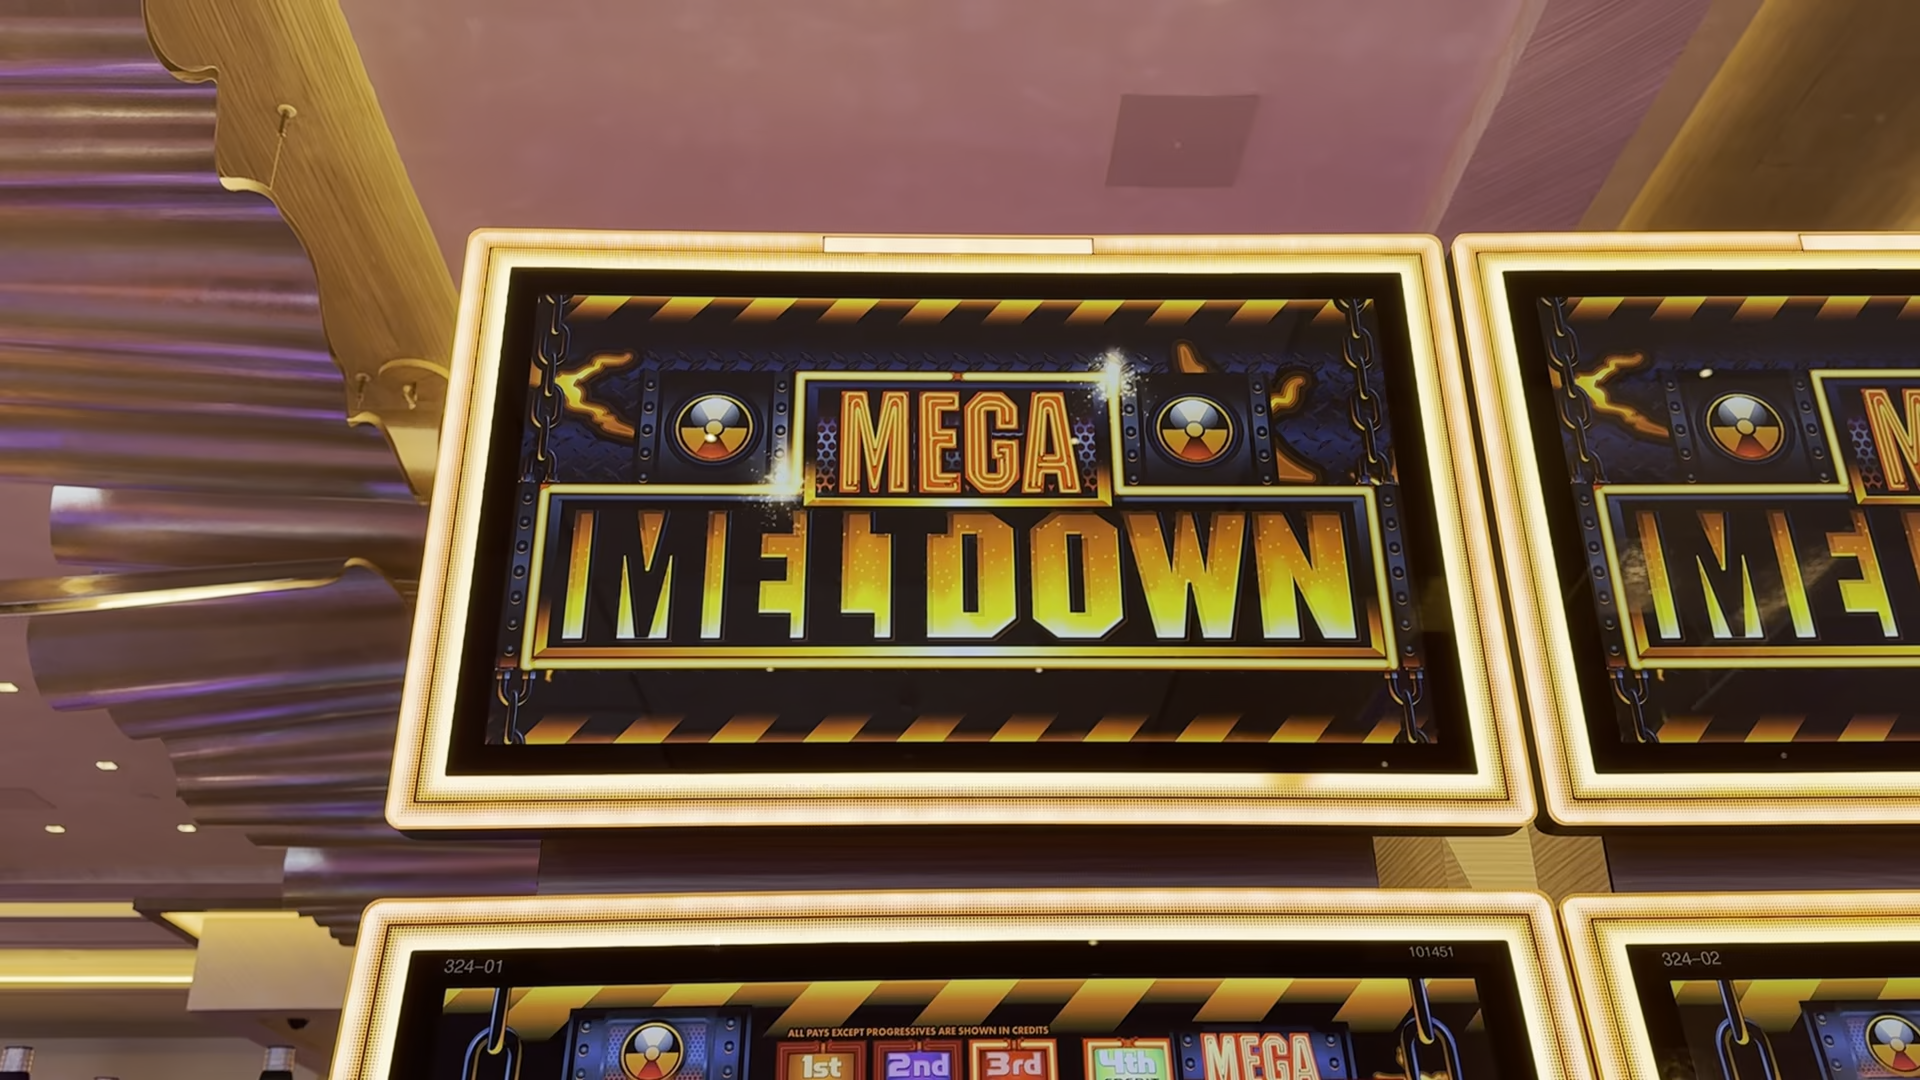 MEGA
MELTDOWN
324-01
101451
324-02
ALL PAYS EXCEPT PROGRESSIVES ARE SHOWN IN CREDITS
1st
2nd
3rd
4th
MEGA